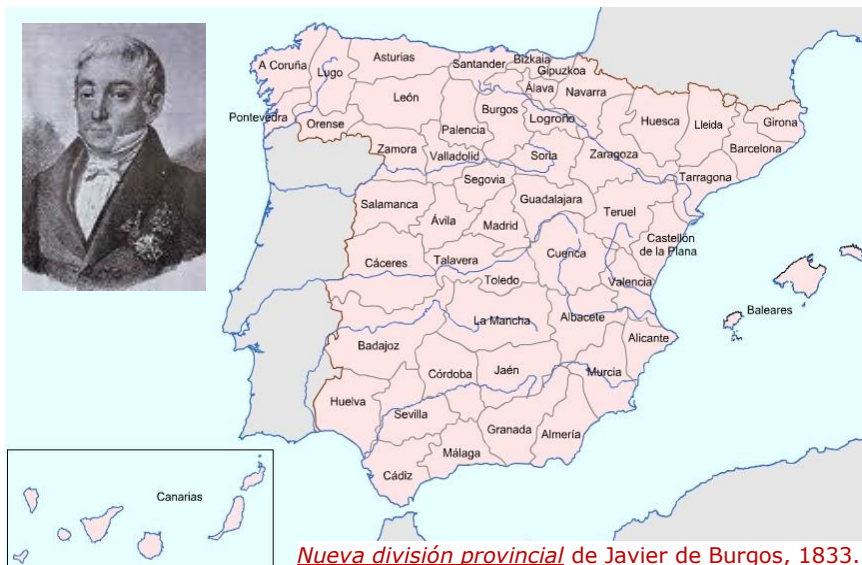 A Coruña
Lugo
Asturias
Santander
Bizkaia
Gipuzkoa
Álava
Navarra
León
Burgos
Logroño
Huesca
Lleida
Girona
Pontevedra
Orense
Palencia
Barcelona
Zamora
Valladolid
Soria
Zaragoza
Tarragona
Segovia
Salamanca
Guadalajara
Teruel
Ávila
Madrid
Castellón
de la Plana
Cáceres
Talavera
Cuenca
Toledo
Valencia
Baleares
La Mancha
Albacete
Alicante
Badajoz
Córdoba
Jaén
Murcia
Huelva
Sevilla
Granada
Almería
Málaga
Cádiz
Canarias
Nueva división provincial de Javier de Burgos, 1833.